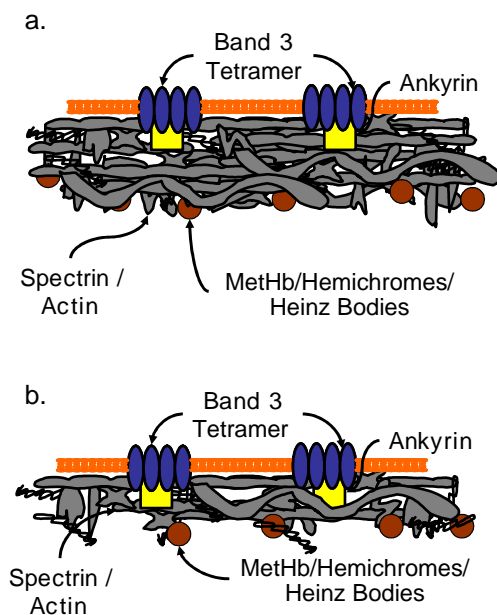 a.
Band 3
Tetramer
Ankyrin
Spectrin /
Actin
MetHb/Hemichromes/
Heinz Bodies
b.
Band 3
Tetramer
Ankyrin
Spectrin /
Actin
MetHb/Hemichromes/
Heinz Bodies